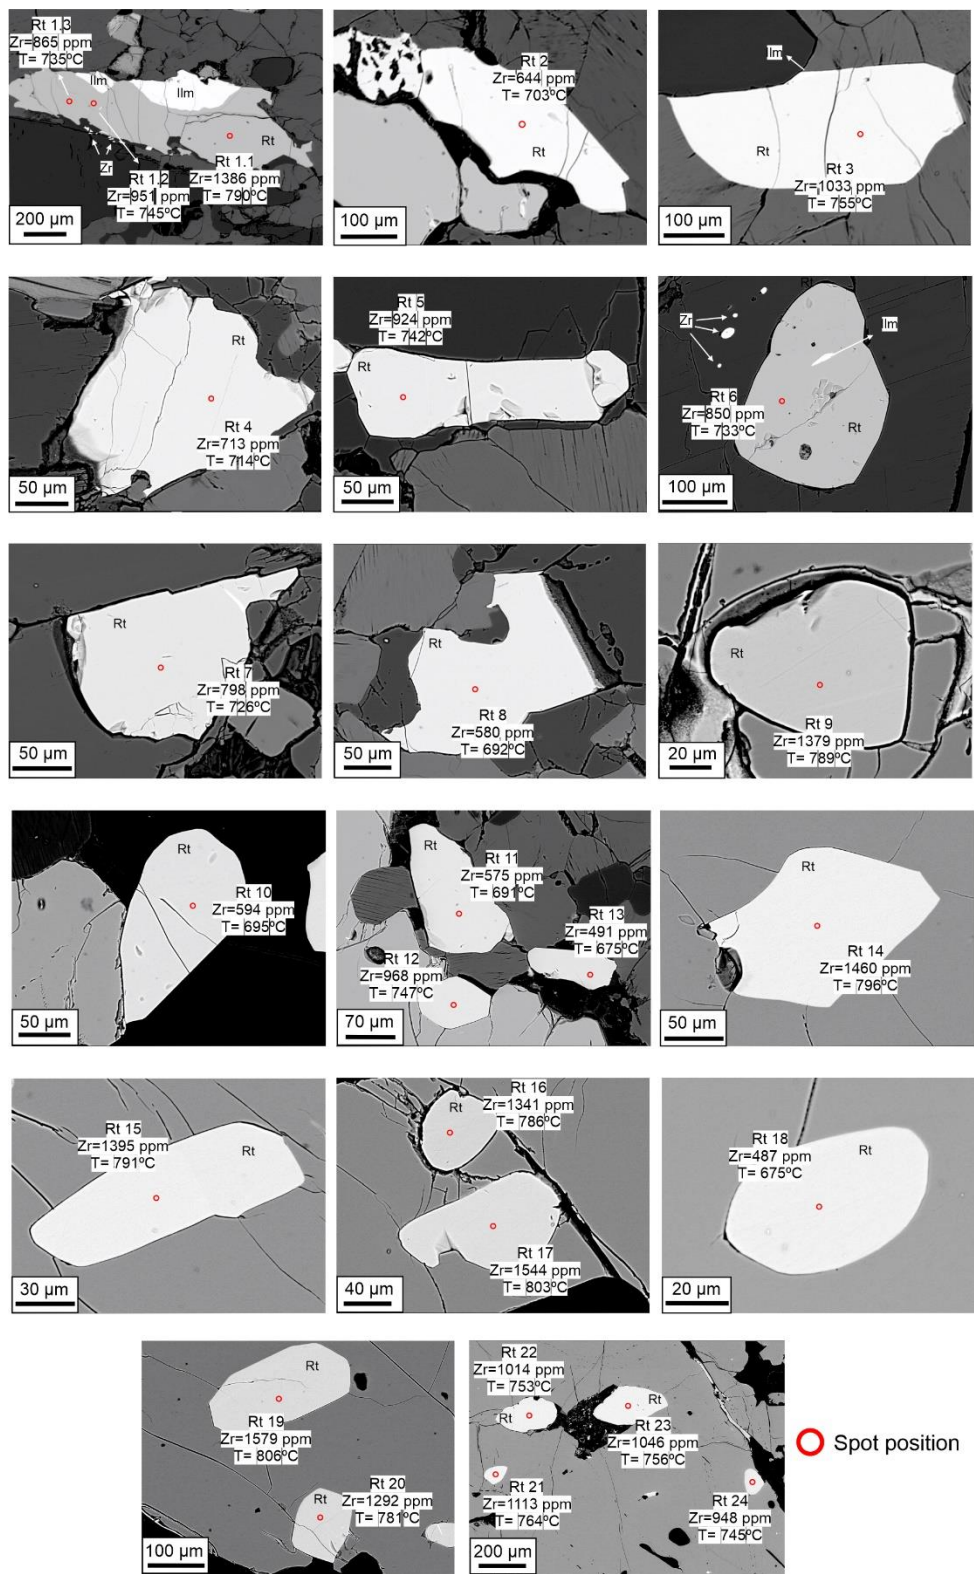 Rt 1.3
Zr=865 ppm
T= 735ºC
Ilm
Ilm
Rt
Zr
Rt 1.2
Zr=951 ppm
T= 745ºC
Rt 1.1
Zr=1386 ppm
T= 790ºC
200 µm
Rt 2
Zr=644 ppm
T= 703ºC
Rt
100 µm
Ilm
Rt
Rt 3
Zr=1033 ppm
T= 755ºC
100 µm
Rt
Rt 4
Zr=713 ppm
T= 714ºC
50 µm
Rt 5
Zr=924 ppm
T= 742ºC
Rt
50 µm
Rt
Zr
Ilm
Rt 6
Zr=850 ppm
T= 733ºC
Rt
100 µm
Rt
Rt 7
Zr=798 ppm
T= 726ºC
50 µm
Rt
Rt 8
Zr=580 ppm
T= 692ºC
50 µm
Rt
Rt 9
Zr=1379 ppm
T= 789ºC
20 µm
Rt
Rt 10
Zr=594 ppm
T= 695ºC
50 µm
Rt
Rt 11
Zr=575 ppm
T= 691ºC
Rt 13
Zr=491 ppm
T= 675ºC
Rt 12
Zr=968 ppm
T= 747ºC
70 µm
Rt
Rt 14
Zr=1460 ppm
T= 796ºC
50 µm
Rt 15
Zr=1395 ppm
T= 791ºC
Rt
30 µm
Rt 16
Zr=1341 ppm
T= 786ºC
Rt
Rt 17
Zr=1544 ppm
T= 803ºC
40 µm
Rt 18
Zr=487 ppm
T= 675ºC
Rt
20 µm
Rt
Rt 19
Zr=1579 ppm
T= 806ºC
Rt
Rt 20
Zr=1292 ppm
T= 781ºC
100 µm
Rt 22
Zr=1014 ppm
T= 753ºC
Rt
Rt
Rt 23
Zr=1046 ppm
T= 756ºC
Rt 21
Zr=1113 ppm
T= 764ºC
Rt 24
Zr=948 ppm
T= 745ºC
200 µm
Spot position